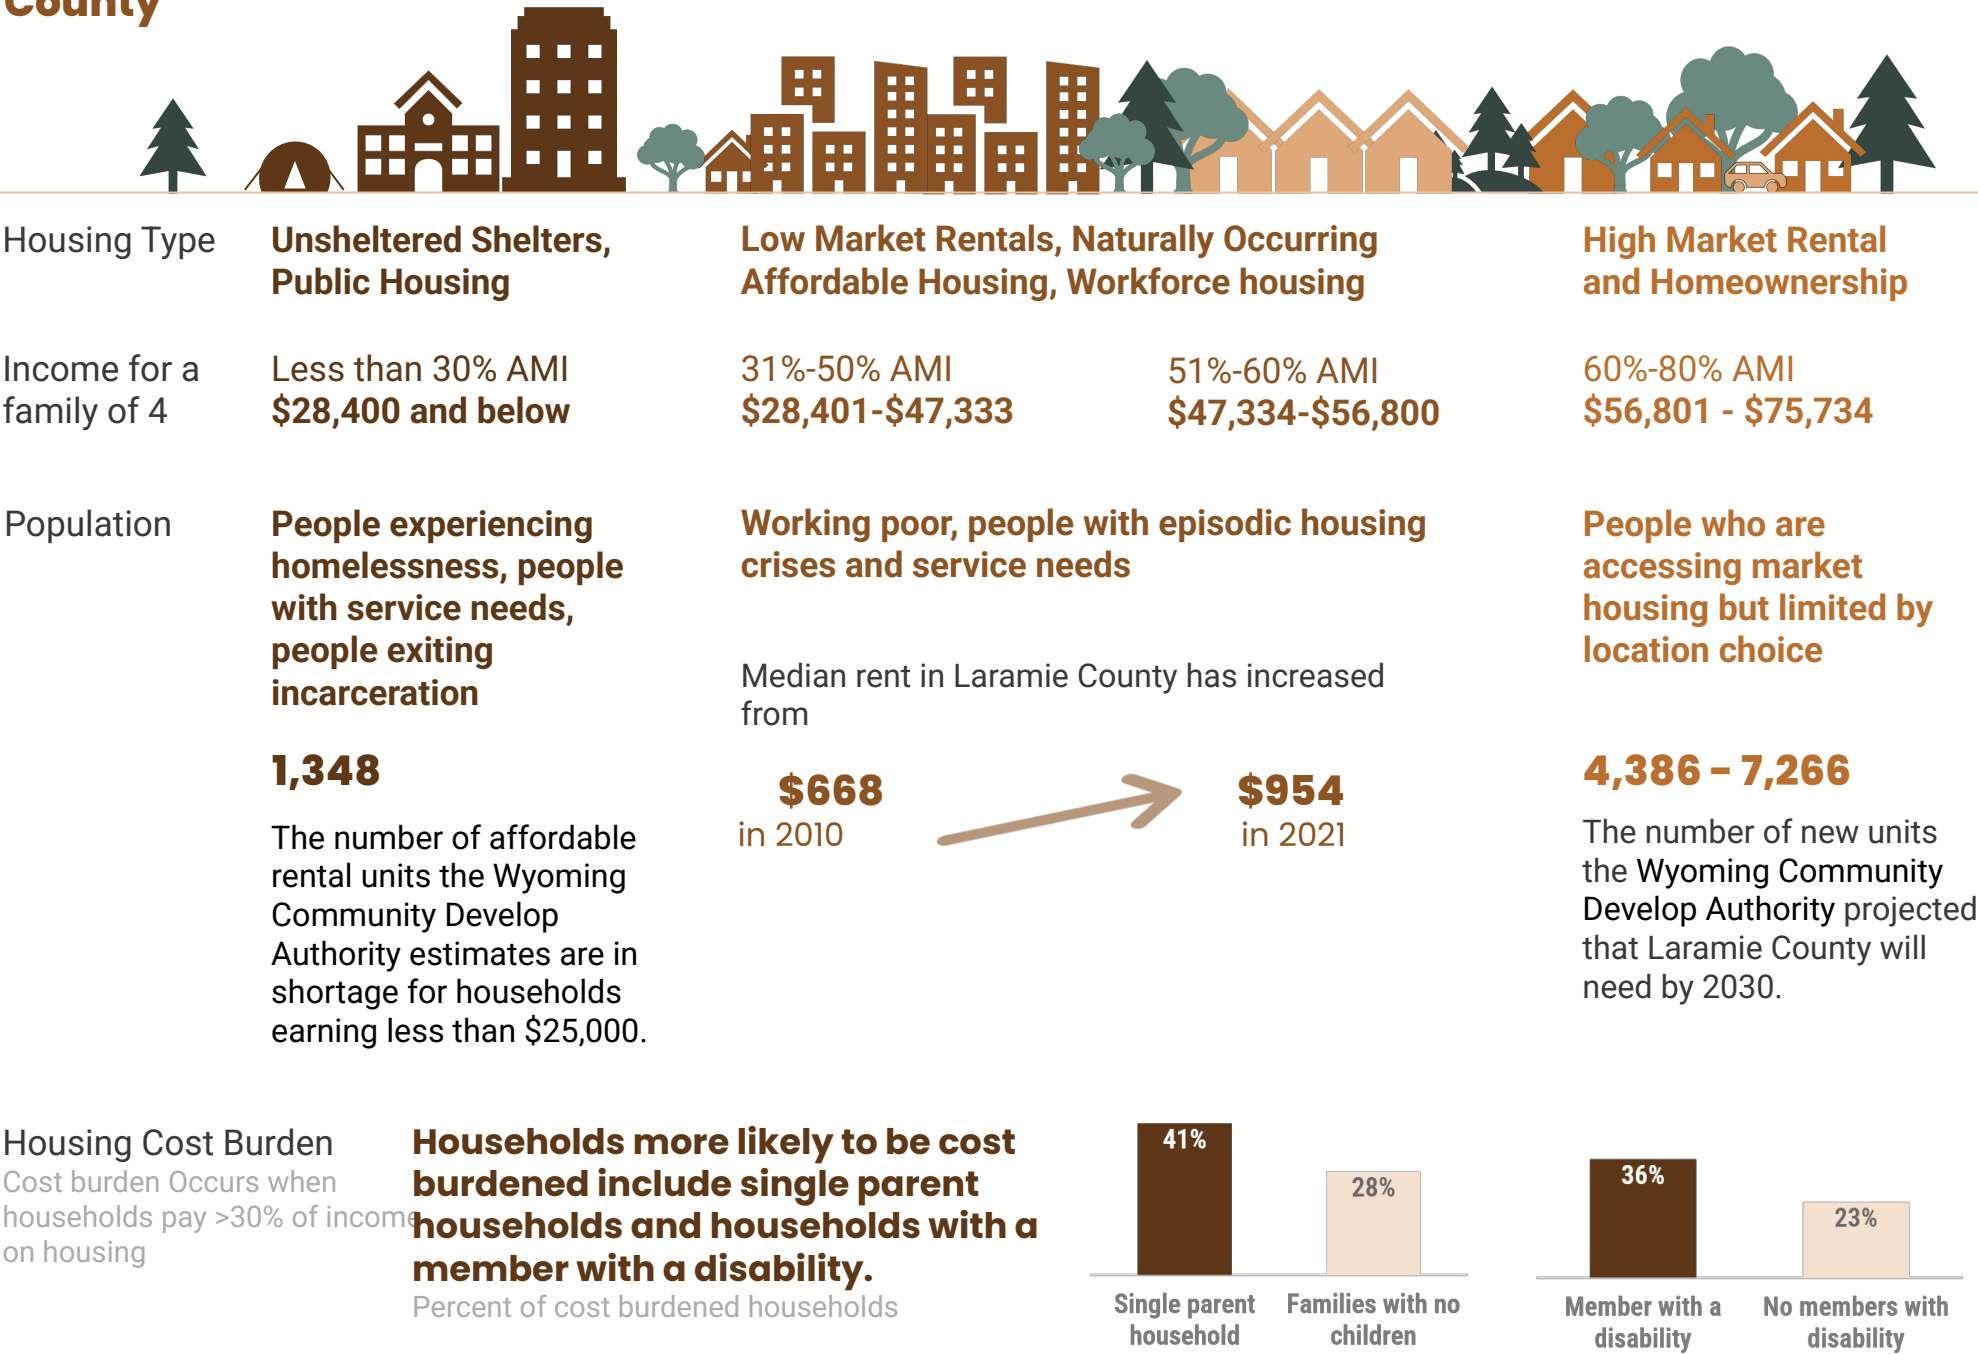 County
Housing Type
Unsheltered Shelters,
Public Housing
Low Market Rentals, Naturally Occurring
Affordable Housing, Workforce housing
High Market Rental
and Homeownership
Income for a
family of 4
Less than 30% AMI
$28,400 and below
31%-50% AMI
$28,401-$47,333
51%-60% AMI
$47,334-$56,800
60%-80% AMI
$56,801 - $75,734
Population
People experiencing
homelessness, people
with service needs,
people exiting
incarceration
1,348
The number of affordable
rental units the Wyoming
Community Develop
Authority estimates are in
shortage for households
earning less than $25,000.
Working poor, people with episodic housing
crises and service needs
Median rent in Laramie County has increased
from
$668
in 2010
$954
in 2021
People who are
accessing market
housing but limited by
location choice
4,386 – 7,266
The number of new units
the Wyoming Community
Develop Authority projected
that Laramie County will
need by 2030.
Housing Cost Burden
Cost burden Occurs when
households pay >30% of income
on housing
Households more likely to be cost
burdened include single parent
households and households with a
member with a disability.
Percent of cost burdened households
41%
28%
Single parent
household
Families with no
children
36%
23%
Member with a
disability
No members with
disability